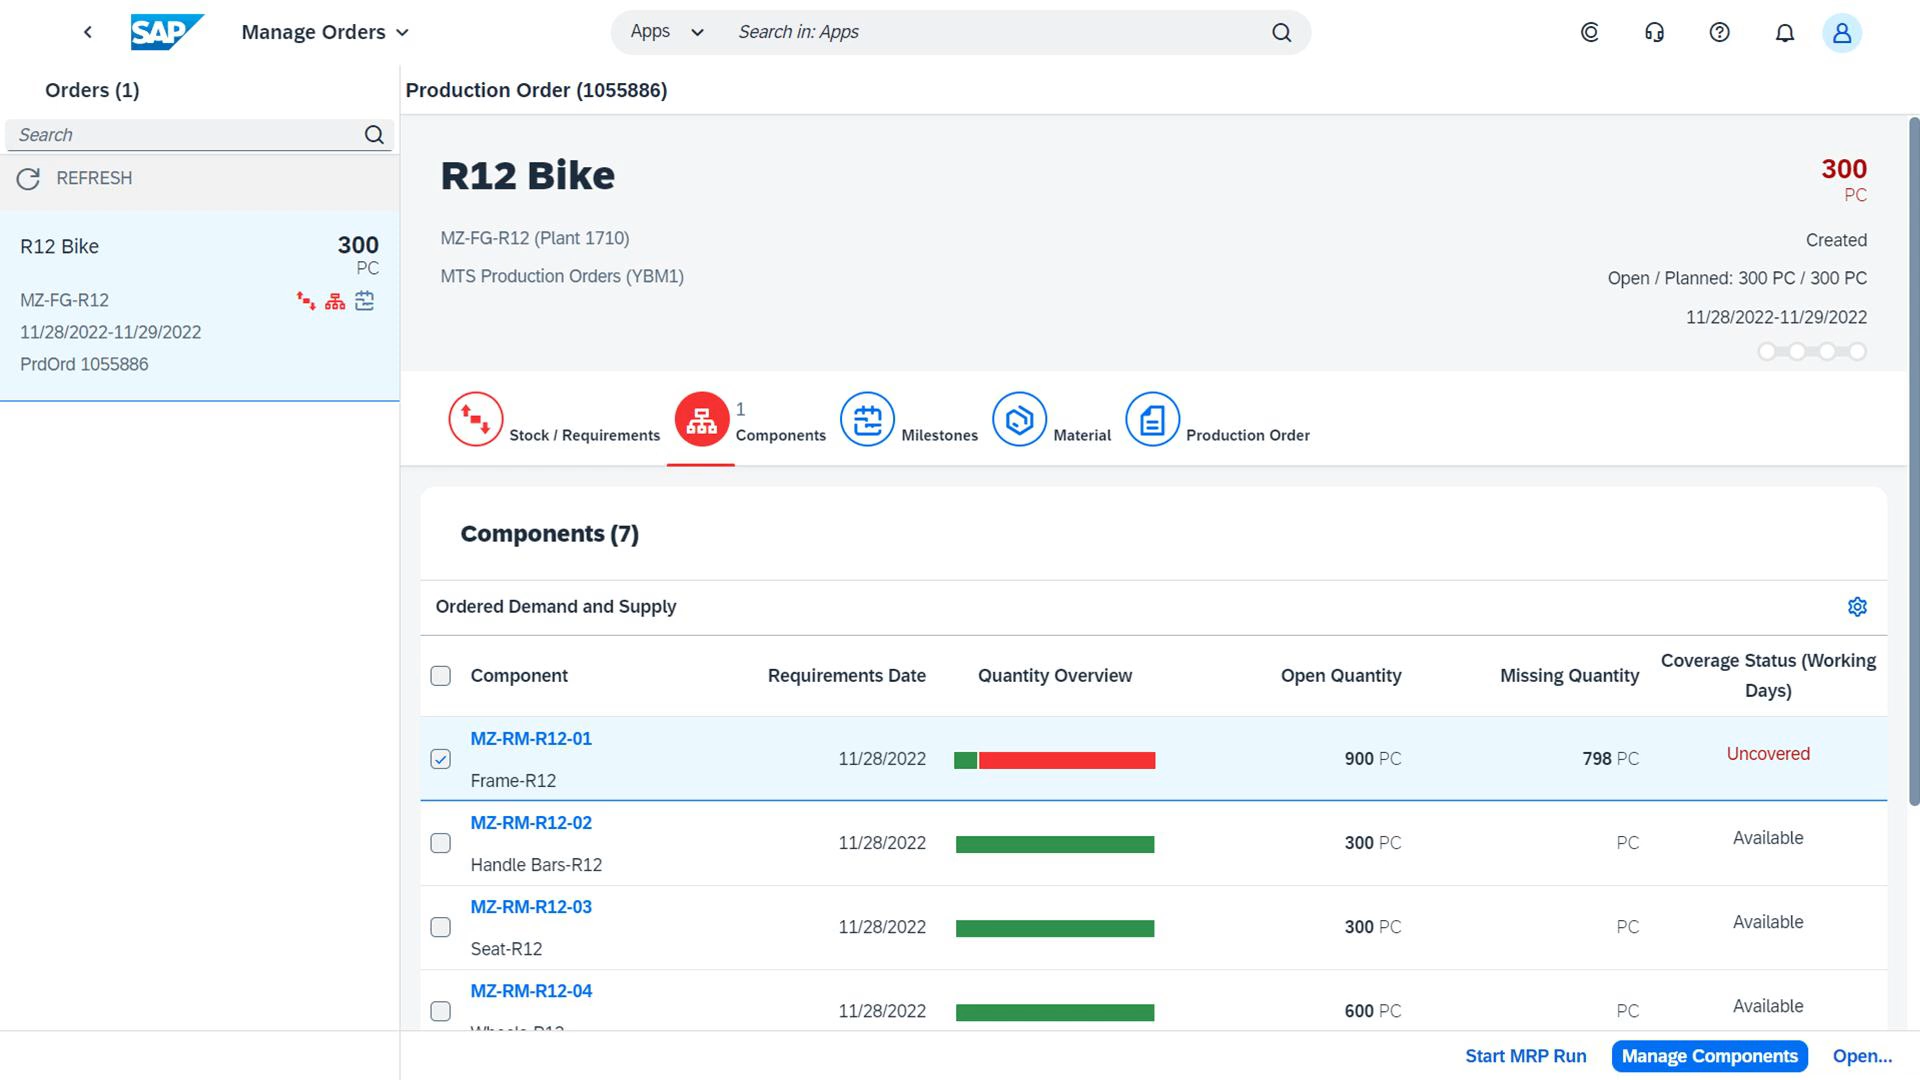 SAP
Manage Orders
Apps
Search in: Apps
Orders (1)
Search
REFRESH
R12 Bike
300
PC
MZ-FG-R12
11/28/2022-11/29/2022
PrdOrd 1055886
Production Order (1055886)
R12 Bike
300
PC
MZ-FG-R12 (Plant 1710)
Created
MTS Production Orders (YBM1)
Open / Planned: 300 PC / 300 PC
11/28/2022-11/29/2022
Stock / Requirements
1
Components
Milestones
Material
Production Order
Components (7)
Ordered Demand and Supply
Component
Requirements Date
Quantity Overview
Open Quantity
Missing Quantity
Coverage Status (Working
Days)
MZ-RM-R12-01
Frame-R12
11/28/2022
900 PC
798 PC
Uncovered
MZ-RM-R12-02
Handle Bars-R12
11/28/2022
300 PC
PC
Available
MZ-RM-R12-03
Seat-R12
11/28/2022
300 PC
PC
Available
MZ-RM-R12-04
Wheels-R12
11/28/2022
600 PC
PC
Available
Start MRP Run
Manage Components
Open...